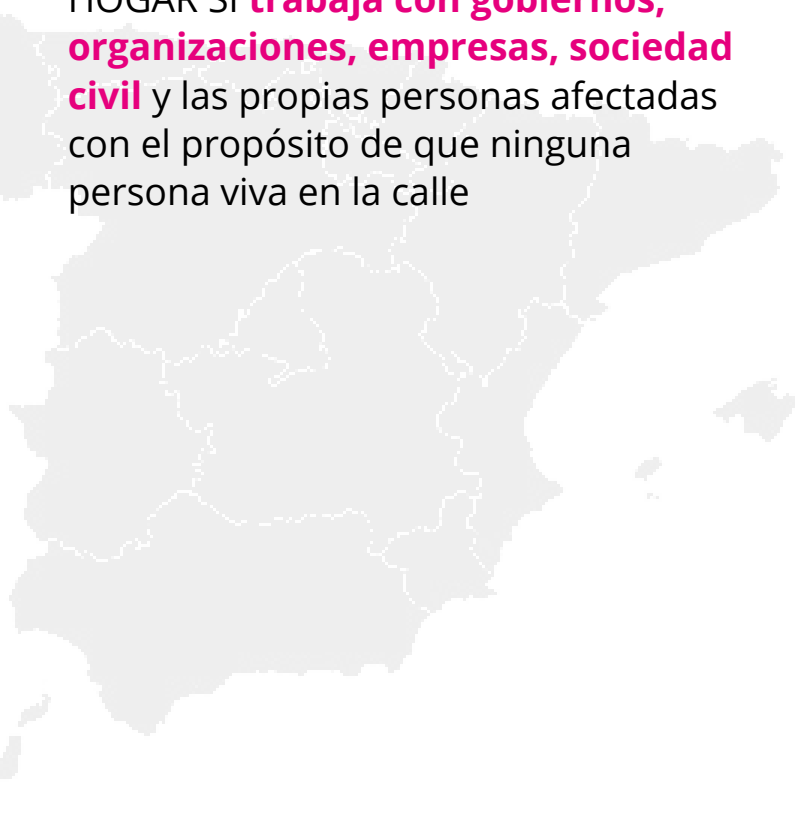 HOGAR SÍ trabaja con gobiernos,
organizaciones, empresas, sociedad
civil y las propias personas afectadas
con el propósito de que ninguna
persona viva en la calle